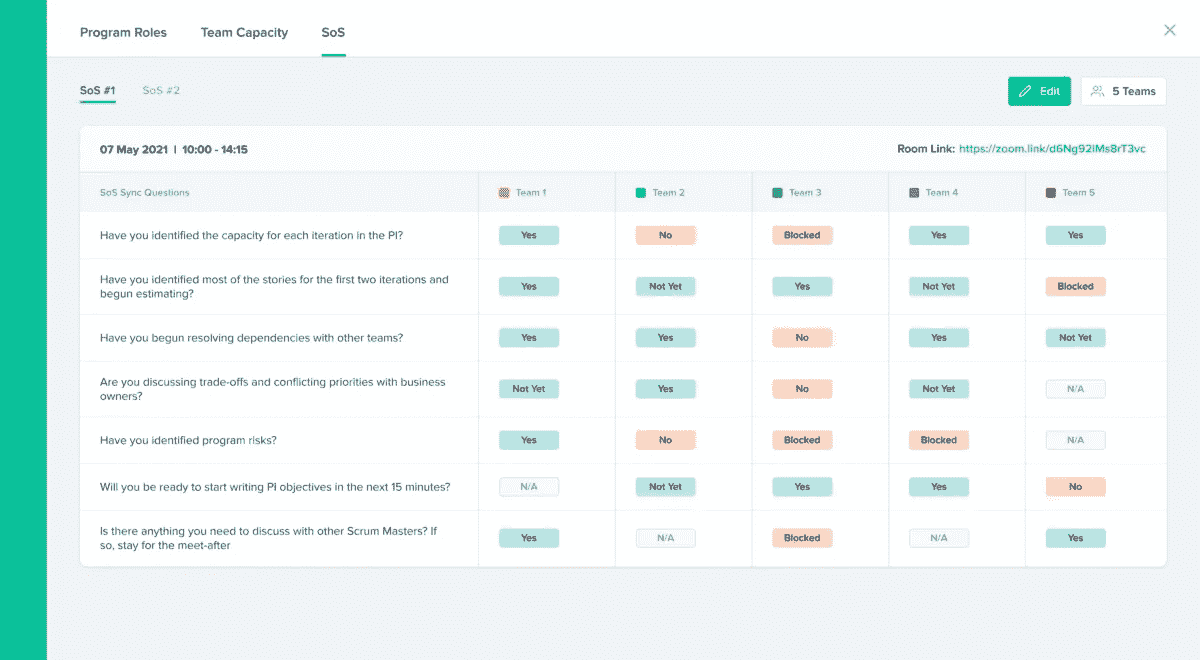 Program Roles Team Capacity SoS
SoS #1 SoS #2 Edit 5 Teams
07 May 2021 | 10:00 - 14:15 Room Link: https://zoom.link/d6Ng92IMs8rT3vc
SoS Sync Questions Team 1 Team 2 Team 3 Team 4 Team 5
Have you identified the capacity for each iteration in the PI? Yes No Blocked Yes Yes
Have you identified most of the stories for the first two iterations and
begun estimating? Yes Not Yet Yes Not Yet Blocked
Have you begun resolving dependencies with other teams? Yes Yes No Yes Not Yet
Are you discussing trade-offs and conflicting priorities with business
owners? Not Yet Yes No Not Yet N/A
Have you identified program risks? Yes No Blocked Blocked N/A
Will you be ready to start writing PI objectives in the next 15 minutes? N/A Not Yet Yes Yes No
Is there anything you need to discuss with other Scrum Masters? If
so, stay for the meet-after Yes N/A Blocked N/A Yes